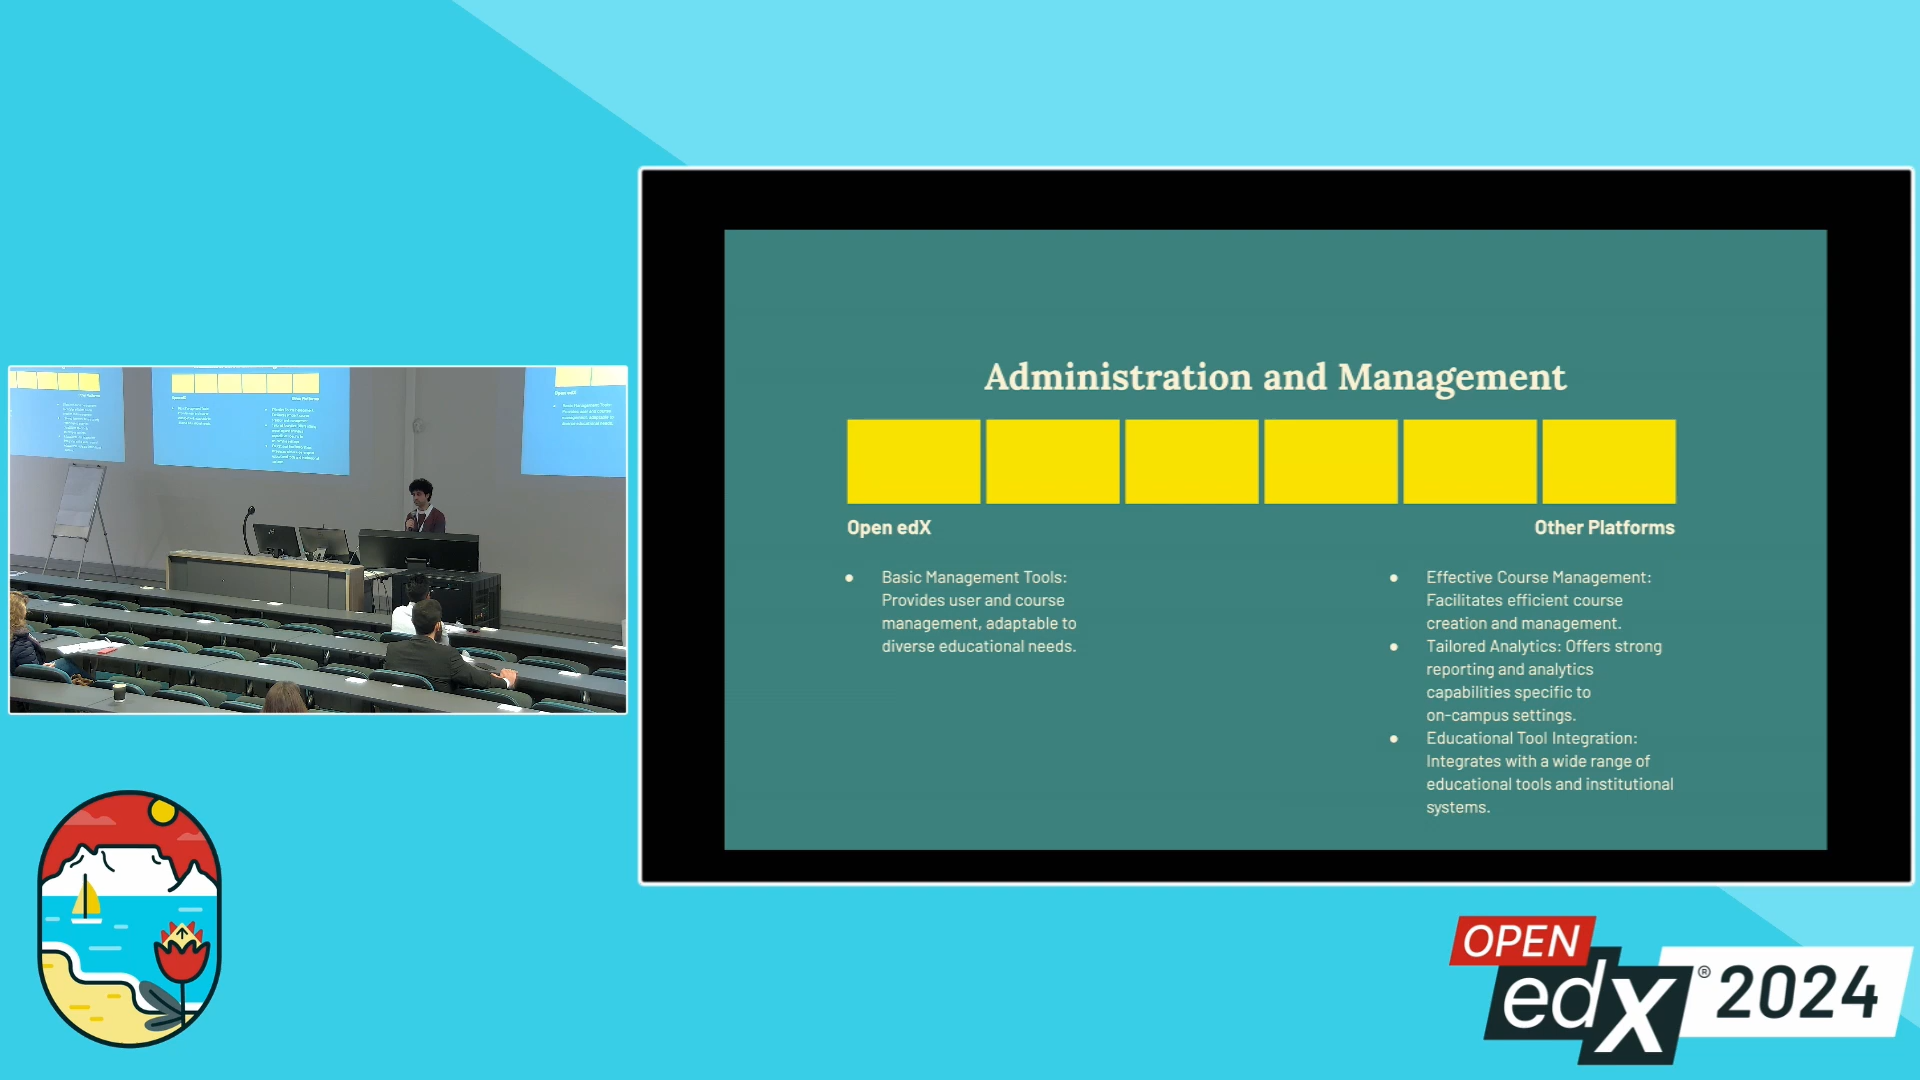 Administration and Management
Open edX
Other Platforms
● Basic Management Tools:
Provides user and course
management, adaptable to
diverse educational needs.
● Effective Course Management:
Facilitates efficient course
creation and management.
● Tailored Analytics: Offers strong
reporting and analytics
capabilities specific to
on-campus settings.
● Educational Tool Integration:
Integrates with a wide range of
educational tools and institutional
systems.
OPEN
edX® 2024